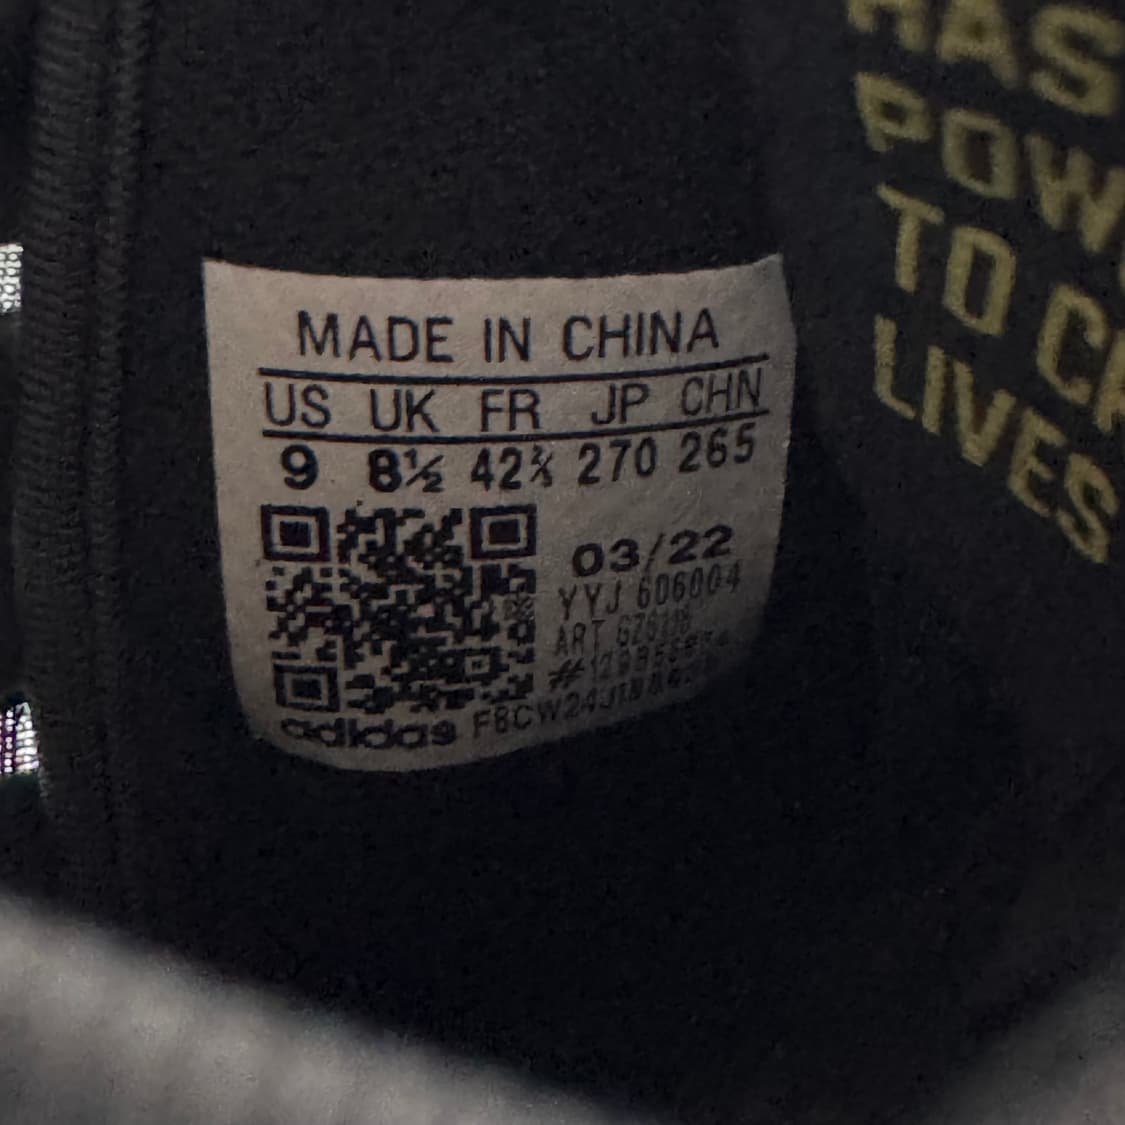 MADE IN CHINA
US UK FR JP CHN
9 8½ 42⅔ 270 265
03/22
YYJ 606004
ART
adidas
HAS
TO
LIVES